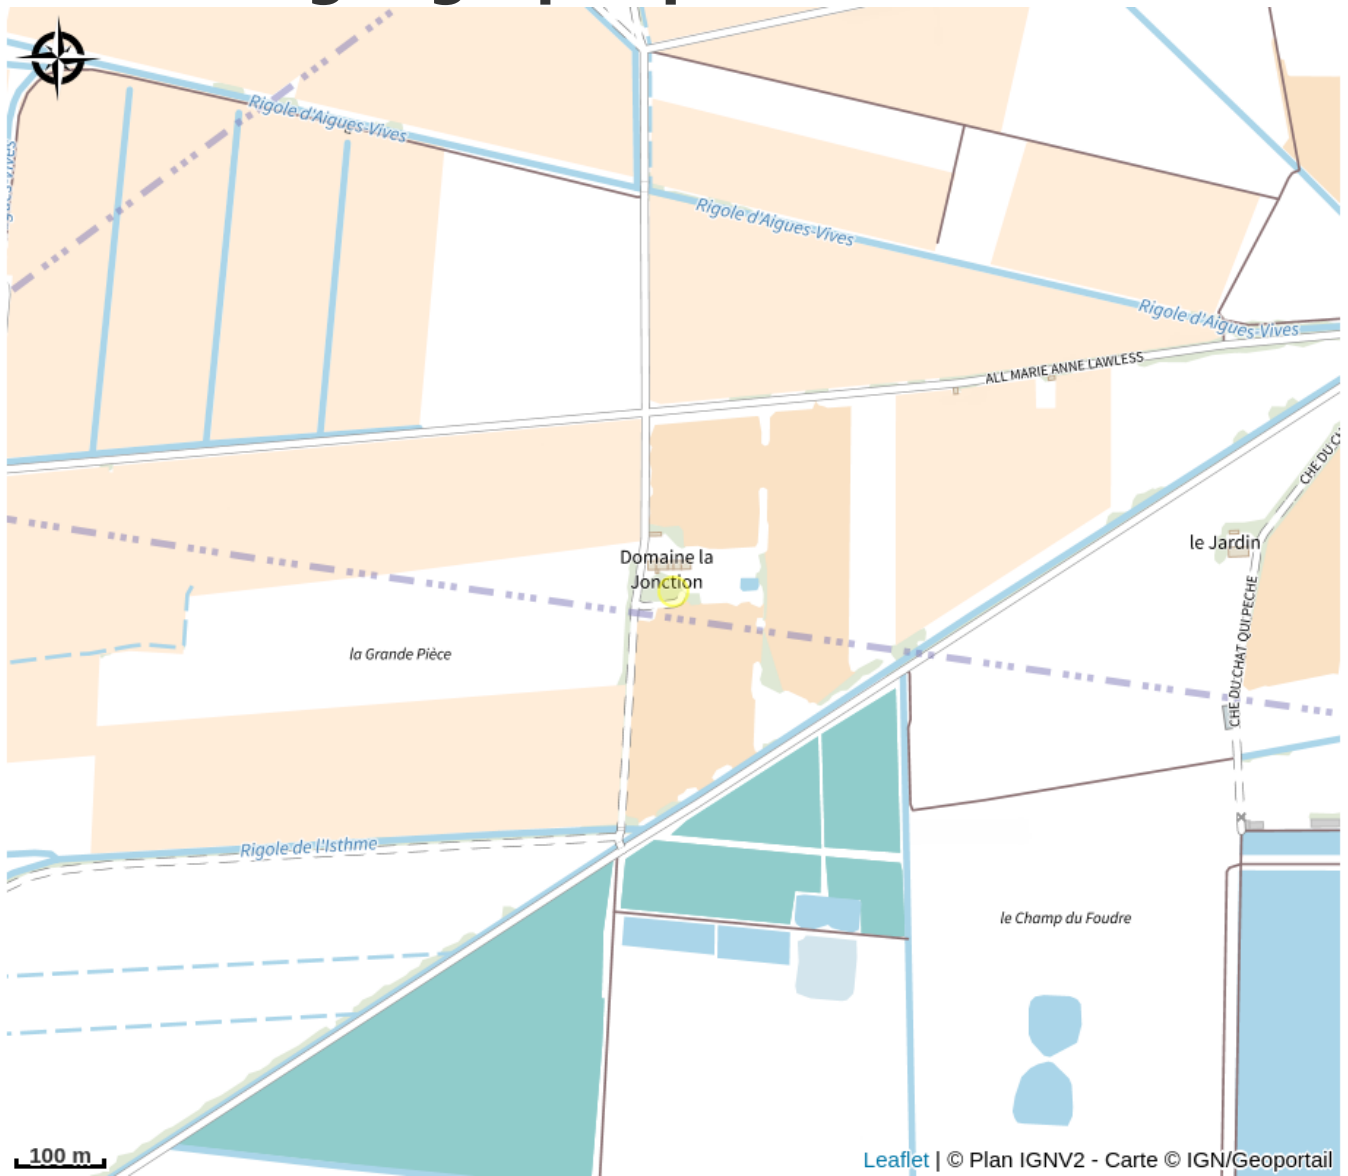 Rigole d'Aigues-Vives
Rigole d'Aigues-Vives
Rigole d'Aigues-Vives
ALL MARIE ANNE LAWLESS
Domaine la
Jonction
le Jardin
CHE DU CHAT QUI PECHE
la Grande Pièce
Rigole de l'Isthme
le Champ du Foudre
100 m
Leaflet | © Plan IGNV2 - Carte © IGN/Geoportail